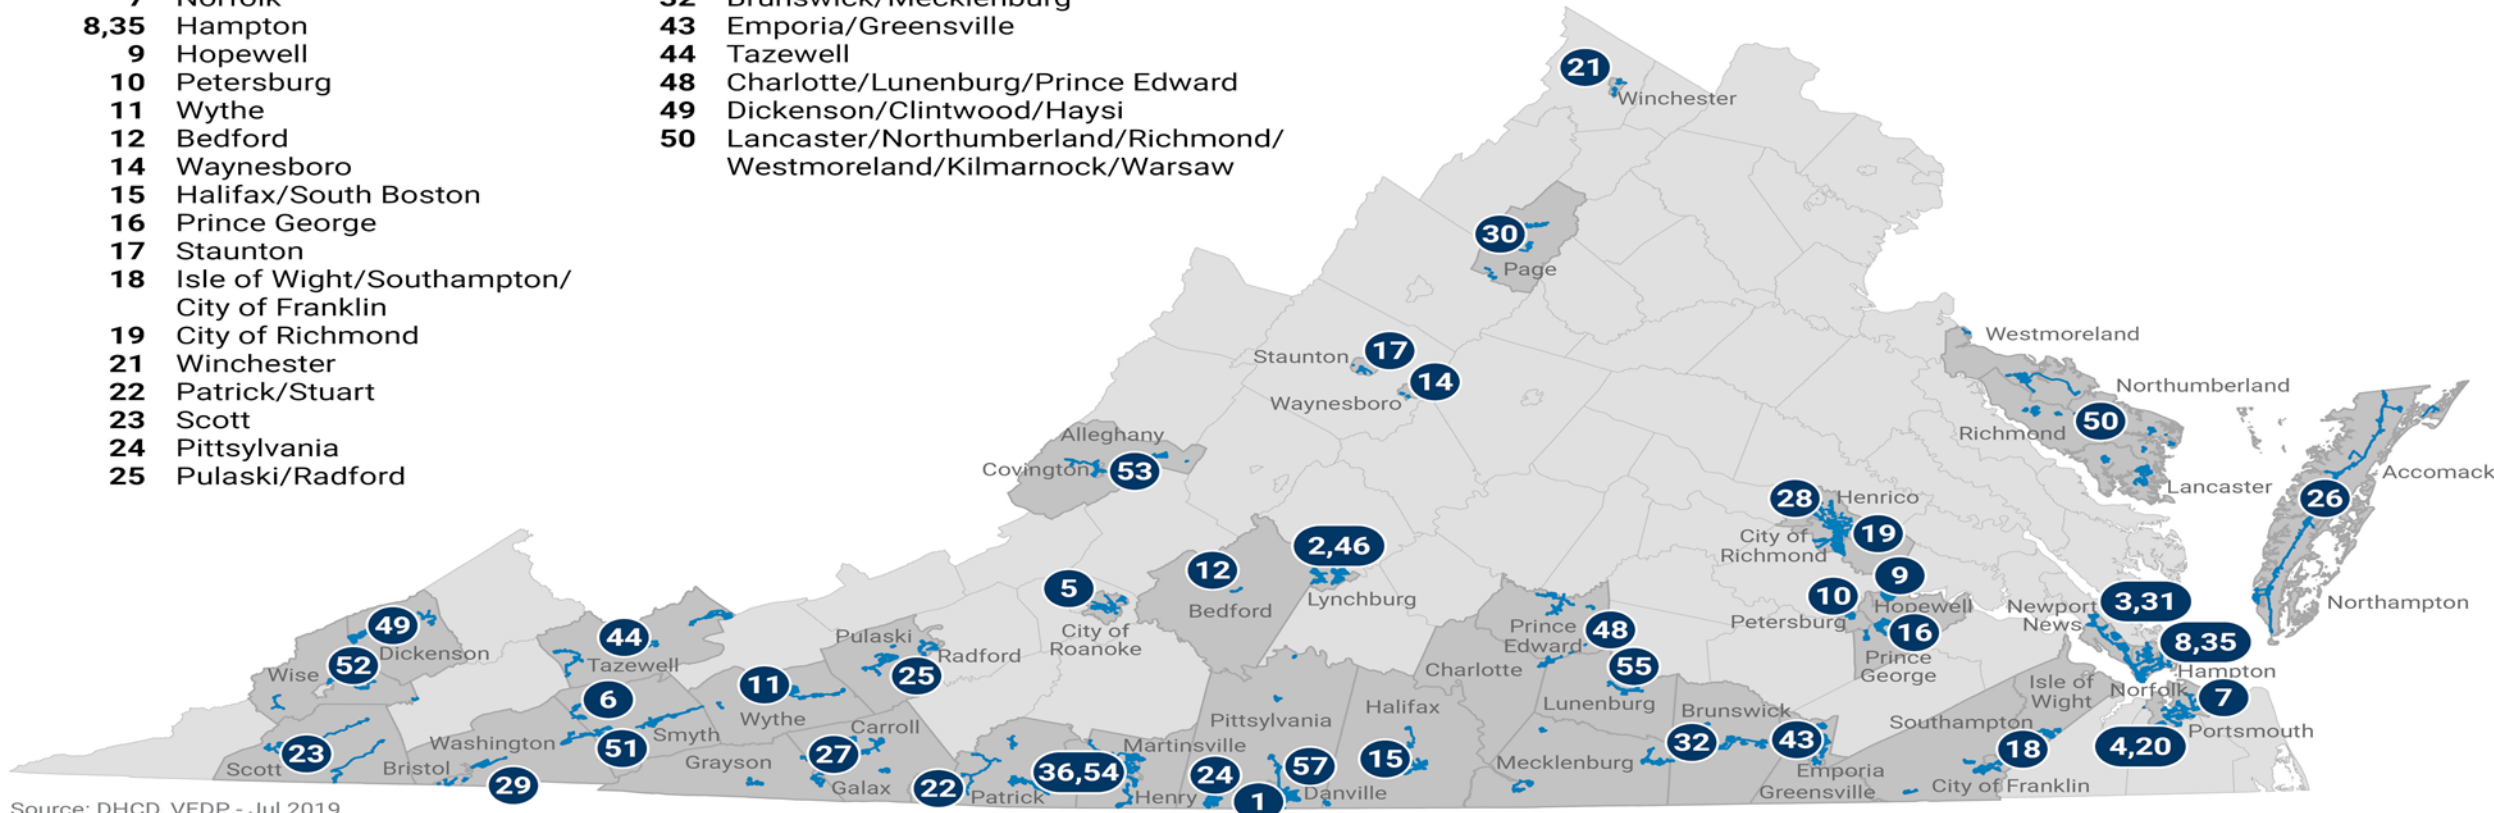 7 Norfolk
8,35 Hampton
9 Hopewell
10 Petersburg
11 Wythe
12 Bedford
14 Waynesboro
15 Halifax/South Boston
16 Prince George
17 Staunton
18 Isle of Wight/Southampton/
City of Franklin
19 City of Richmond
21 Winchester
22 Patrick/Stuart
23 Scott
24 Pittsylvania
25 Pulaski/Radford
32 Brunswick/Mecklenburg
43 Emporia/Greensville
44 Tazewell
48 Charlotte/Lunenburg/Prince Edward
49 Dickenson/Clintwood/Haysi
50 Lancaster/Northumberland/Richmond/
Westmoreland/Kilmarnock/Warsaw
21
Winchester
30
Page
Staunton
17
14
Waynesboro
Westmoreland
Northumberland
50
Richmond
Lancaster
Accomack
26
Northampton
Alleghany
Covington
53
28
Henrico
City of
Richmond
19
9
10
Hopewell
Petersburg
16
Prince
George
2,46
Lynchburg
12
Bedford
5
City of
Roanoke
49
Dickenson
52
Wise
44
Tazewell
Pulaski
Radford
25
Prince
Edward
48
Charlotte
55
Lunenburg
Newport
News
3,31
8,35
Hampton
Norfolk
7
Portsmouth
4,20
Isle of
Wight
Southampton
18
City of Franklin
6
11
Wythe
Smyth
51
Washington
23
Scott
Bristol
29
Grayson
Carroll
27
Galax
22
Patrick
36,54
Martinsville
Henry
Pittsylvania
24
1
57
Danville
Halifax
15
Mecklenburg
Brunswick
32
43
Emporia
Greensville
Source: DHCD, VEDP - Jul 2019